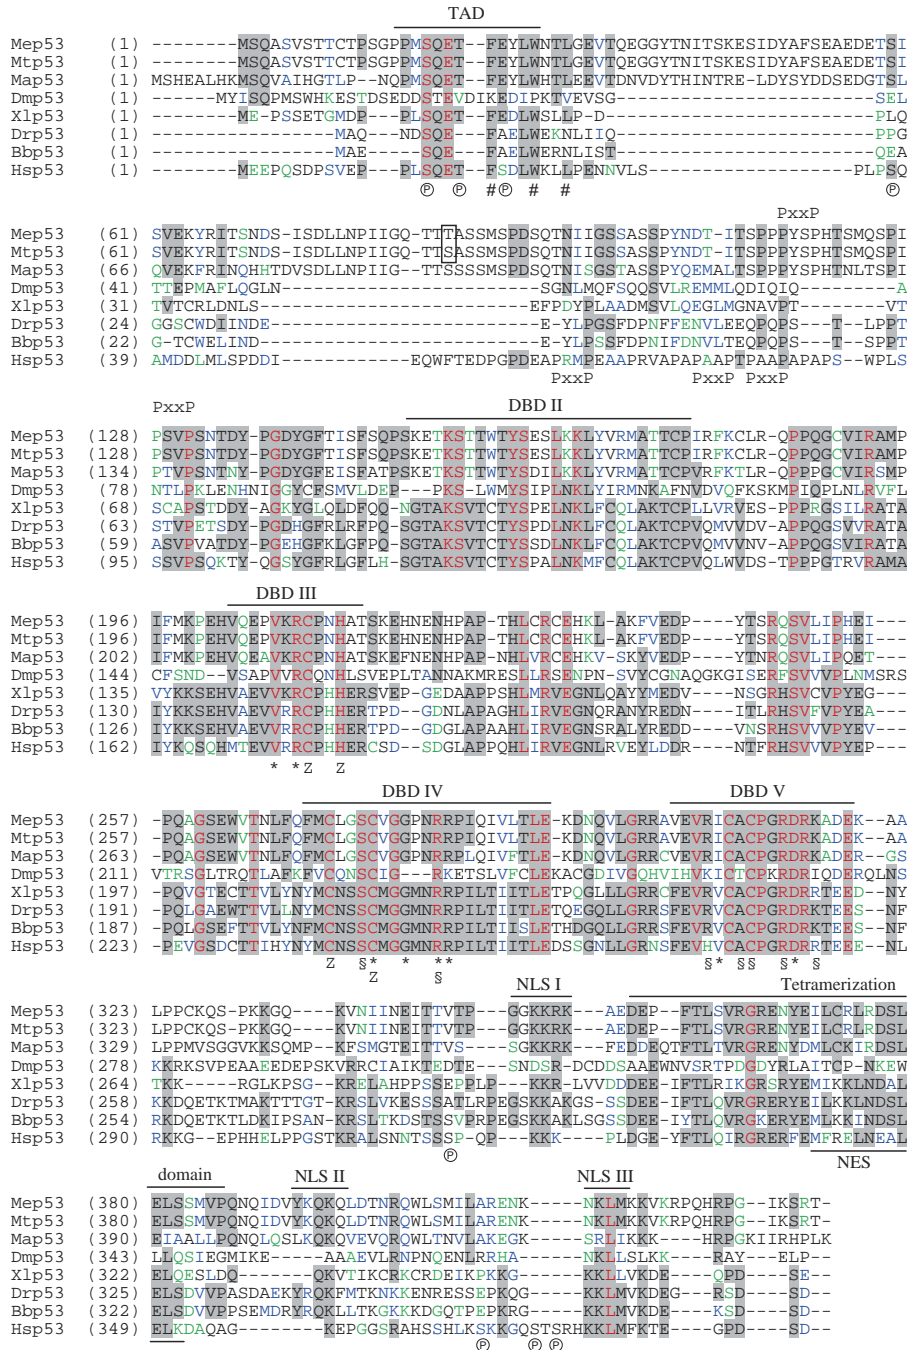 TAD
Mep53 (1) --------MSQASVSTTCTPSGPPMSQET--FEYLWNTLGEVTQEGGYTNITSKESIDYAFSEAEDETSI
Mtp53 (1) --------MSQASVSTTCTPSGPPMSQET--FEYLWNTLGEVTQEGGYTNITSKESIDYAFSEAEDETSI
Map53 (1) MSHEALHKMSQVAIHGTLP--NQPMSQET--FEYLWHTLEEVTDNVDYTHINTRE-LDYSYDDSEDGTSL
Dmp53 (1) ------MYISQPMSWHKESTDSEDDSTEVDIKEDIPKTVEVSG------------------------SEL
Xlp53 (1) --------ME-PSSETGMDP--PLSQET--FEDLWSLLPD---------------------------PLQ
Drp53 (1) -----------------MAQ---NDSQE---FAELWEKNLIIQ------------------------PPG
Bbp53 (1) -----------------MAE----SQE---FAELWERNLIST-------------------------QEA
Hsp53 (1) --------MEEPQSDPSVEP--PLSQET--FSDLWKLLPENNVLS----------------PLPSQ
Ⓟ Ⓟ # Ⓟ # # Ⓟ
PxxP
Mep53 (61) SVEKYRITSNDS-ISDLLNPIIGQ-TTTASSMSPDSQTNIIGSSASSPYNDT-ITSPPPYSPHTSMQSPI
Mtp53 (61) SVEKYRITSNDS-ISDLLNPIIGQ-TTSASSMSPDSQTNIIGSSASSPYNDT-ITSPPPYSPHTSMQSPI
Map53 (66) QVEKFRINQHHTDVSDLLNPIIG-TTSSSSMSPDSQTNISGSTASSPYQEMALTSPPPYSPHTNLTSPI
Dmp53 (41) TTEPMAFLQGLN------------------------SGNLMQFSQQSVLREMMLQDIQIQ-------A
Xlp53 (31) TVTCRLDNLS-------------------------EFPDYPLAADMSVLQEGLMGNAVPT------VT
Drp53 (24) GGSCWDIINDE-------------------------E-YLPGSFDPNFFENVLEEQPQPS---T-LPPT
Bbp53 (22) G-TCWELIND--------------------------E-YLPSSFDPNIFDNVLTEQPQPS---T-SPPT
Hsp53 (39) AMDDLMLSPDDI------------EQWFTEDPGPDEAPRMPEAAPRVAPAPAAPTPAAPAPAPS-WPLS
PxxP PxxP PxxP
PxxP DBD II
Mep53 (128) PSVPSNTDY-PGDYGFTISFSQPSKETKSTTWTYSESLKKLYVRMATTCPIRFKCLR-QPPQGCVIRAMP
Mtp53 (128) PSVPSNTDY-PGDYGFTISFSQPSKETKSTTWTYSESLKKLYVRMATTCPIRFKCLR-QPPQGCVIRAMP
Map53 (134) PTVPSNTNY-PGDYGFEISFATPSKETKSTTWTYSDILKKLYVRMATTCPVRFKTLR-QPPPGCVIRSMP
Dmp53 (78) NTLPKLENHNIGGYCFSMVLDEP--PKS-LWMYSIPLNKLYIRMNKAFNVDVQFKSKMPIQPLNLRVFL
Xlp53 (68) SCAPSTDDY-AGKYGLQLDFQQ-NGTAKSVTCTYSPELNKLFCQLAKTCPLLVRVES-PPPRGSILRATA
Drp53 (63) STVPETSDY-PGDHGFRLRFPQ-SGTAKSVTCTYSPDLNKLFCQLAKTCPVQMVVDV-APPQGSVVRATA
Bbp53 (59) ASVPVATDY-PGEHGFKLGFPQ-SGTAKSVTCTYSSDLNKLFCQLAKTCPVQMVVNV-APPQGSVIRATA
Hsp53 (95) SSVPSQKTY-QGSYGFRLGFLH-SGTAKSVTCTYSPALNKMFCQLAKTCPVQLWVDS-TPPPGTRVRAMA
DBD III
Mep53 (196) IFMKPEHVQEPVKRCPNHATSKEHNENHPAP-THLCRCEHKL-AKFVEDP----YTSRQSVLIPHEI---
Mtp53 (196) IFMKPEHVQEPVKRCPNHATSKEHNENHPAP-THLCRCEHKL-AKFVEDP----YTSRQSVLIPHEI---
Map53 (202) IFMKPEHVQEAVKRCPNHATSKEFNENHPAP-NHLVRCEHKV-SKYVEDP----YTNRQSVLIPQET---
Dmp53 (144) CFSND--VSAPVVRCQNHLSVEPLTANNAKMRESLLRSENPN-SVYCGNAQGKGISERFSVVVPLNMSRS
Xlp53 (135) VYKKSEHVAEVVKRCPHHERSVEP-GEDAAPPSHLMRVEGNLQAYYMEDV----NSGRHSVCVPYEG---
Drp53 (130) IYKKSEHVAEVVRRCPHHERTPD--GDNLAPAGHLIRVEGNQRANYREDN----ITLRHSVFVPYEA---
Bbp53 (126) IYKKSEHVAEVVRRCPHHERTPD--GDGLAPAAHLIRVEGNSRALYREDD----VNSRHSVVVPYEV---
Hsp53 (162) IYKQSQHMTEVVRRCPHHERCSD--SDGLAPPQHLIRVEGNLRVEYLDDR----NTFRHSVVVPYEP---
* * Z Z
DBD IV DBD V
Mep53 (257) -PQAGSEWVTNLFQFMCLGSCVGGPNRRPIQIVLTLE-KDNQVLGRRAVEVRICACPGRDRKADEK-AA
Mtp53 (257) -PQAGSEWVTNLFQFMCLGSCVGGPNRRPIQIVLTLE-KDNQVLGRRAVEVRICACPGRDRKADEK-AA
Map53 (263) -PQAGSEWVTNLFQFMCLGSCVGGPNRRPLQIVFTLE-KDNQVLGRRCVEVRICACPGRDRKADER-GS
Dmp53 (211) VTRSGLTRQTLAFKFVCQNSCIG---RKETSLVFCLEKACGDIVGQHVIHVKICTCPKRDRIQDERQLNS
Xlp53 (197) -PQVGTECTTVLYNYMCNSSCMGGMNRRPILTIITLETPQGLLLGRRCFEVRVCACPGRDRRTEED-NY
Drp53 (191) -PQLGAEWTTVLLNYMCNSSCMGGMNRRPILTIITLETQEGQLLGRRSFEVRVCACPGRDRKTEES-NF
Bbp53 (187) -PQLGSEFTTVLYNFMCNSSCMGGMNRRPILTIISLETHDGQLLGRRSFEVRVCACPGRDRKTEES-NF
Hsp53 (223) -PEVGSDCTTIHYNYMCNSSCMGGMNRRPILTIITLEDSSGNLLGRNSFEVHVCACPGRDRRTEEE-NL
Z §* * §* §* §§ §* §
Z §
NLS I Tetramerization
Mep53 (323) LPPCKQS-PKKGQ----KVNIINEITTVTP---GGKKRK---AEDEP--FTLSVRGRENYEILCRLRDSL
Mtp53 (323) LPPCKQS-PKKGQ----KVNIINEITTVTP---GGKKRK---AEDEP--FTLSVRGRENYEILCRLRDSL
Map53 (329) LPPMVSGGVKKSQMP--KFSMGTEITTVS----SGKKRK---FEDDEQTFTLTVRGRENYDMLCKIRDSL
Dmp53 (278) KKRKSVPEAAEEDEPSKVRRCIAIKTEDTE---SNDSR-DCDDSAAEWNVSRTPDGDYRLAITCPNKEW
Xlp53 (264) TKK----RGLKPSG---KRELAHPPSSEPPLP---KKR-LVVDDDEE-IFTLRIKGRSRYEMIKKLNDAL
Drp53 (258) KKDQETKTMAKTTTGT-KRSLVKESSSATLRPEGSKKAKGS-SSDEE-IFTLQVRGRERYEILKKLNDSL
Bbp53 (254) RKDQETKTLDKIPSAN-KRSLTKDSTSSVPRPEGSKKAKLSGSSDEE-IYTLQVRGKERYEMLKKINDSL
Hsp53 (290) RKKG--EPHHELPPGSTKRALSNNTSSSPQP---KKK---PLDGE-YFTLQIRGRERFEMFRELNEAL
Ⓟ NES
domain NLS II NLS III
Mep53 (380) ELSSMVPQNQIDVYKQKQLDTNRQWLSMILARENK-----NKLMKKVKRPQHRPG--IKSRT-
Mtp53 (380) ELSSMVPQNQIDVYKQKQLDTNRQWLSMILARENK-----NKLMKKVKRPQHRPG--IKSRT-
Map53 (390) EIAALLPQNQLQSLKQKQVEQTRQWLTNVLAKEGK-----SRLIKKK----HRPGKIIRHPLK
Dmp53 (343) LLQSIEGMIKE-----AAAEVLRNPNQENLRRHA------NKLLSLKK----RAY---ELP--
Xlp53 (322) ELQESLDQ-------QKVTIKCRKCRDEIKPKKG------KKLLVKDE----QPD---SE--
Drp53 (325) ELSDVVPASDAEKYRQKFMTKNKKENRESSEPKQG-----KKLMVKDEG---RSD---SD--
Bbp53 (322) ELSDVVPPSEMDRYRQKLLTKGKKKDGQTPEPKRG-----KKLMVKDE----KSD---SD--
Hsp53 (349) ELKDAQAG--------KEPGGSRAHSSHLKSKKGQSTSRHKKLMFKTE----GPD---SD--
Ⓟ Ⓟ Ⓟ